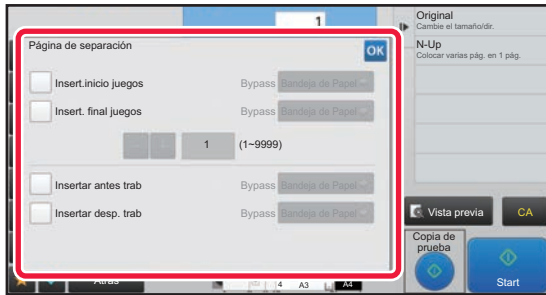 1
Original
Cambie el tamaño/dir.
N-Up
Colocar varias pág. en 1 pág.
Página de separación
OK
Insert.inicio juegos
Bypass
Bandeja de Papel
Insert. final juegos
Bypass
Bandeja de Papel
1
(1~9999)
Insertar antes trab
Bypass
Bandeja de Papel
Insertar desp. trab
Bypass
Bandeja de Papel
Vista previa
CA
Copia de
prueba
Start
Atrás
4
A3
A4